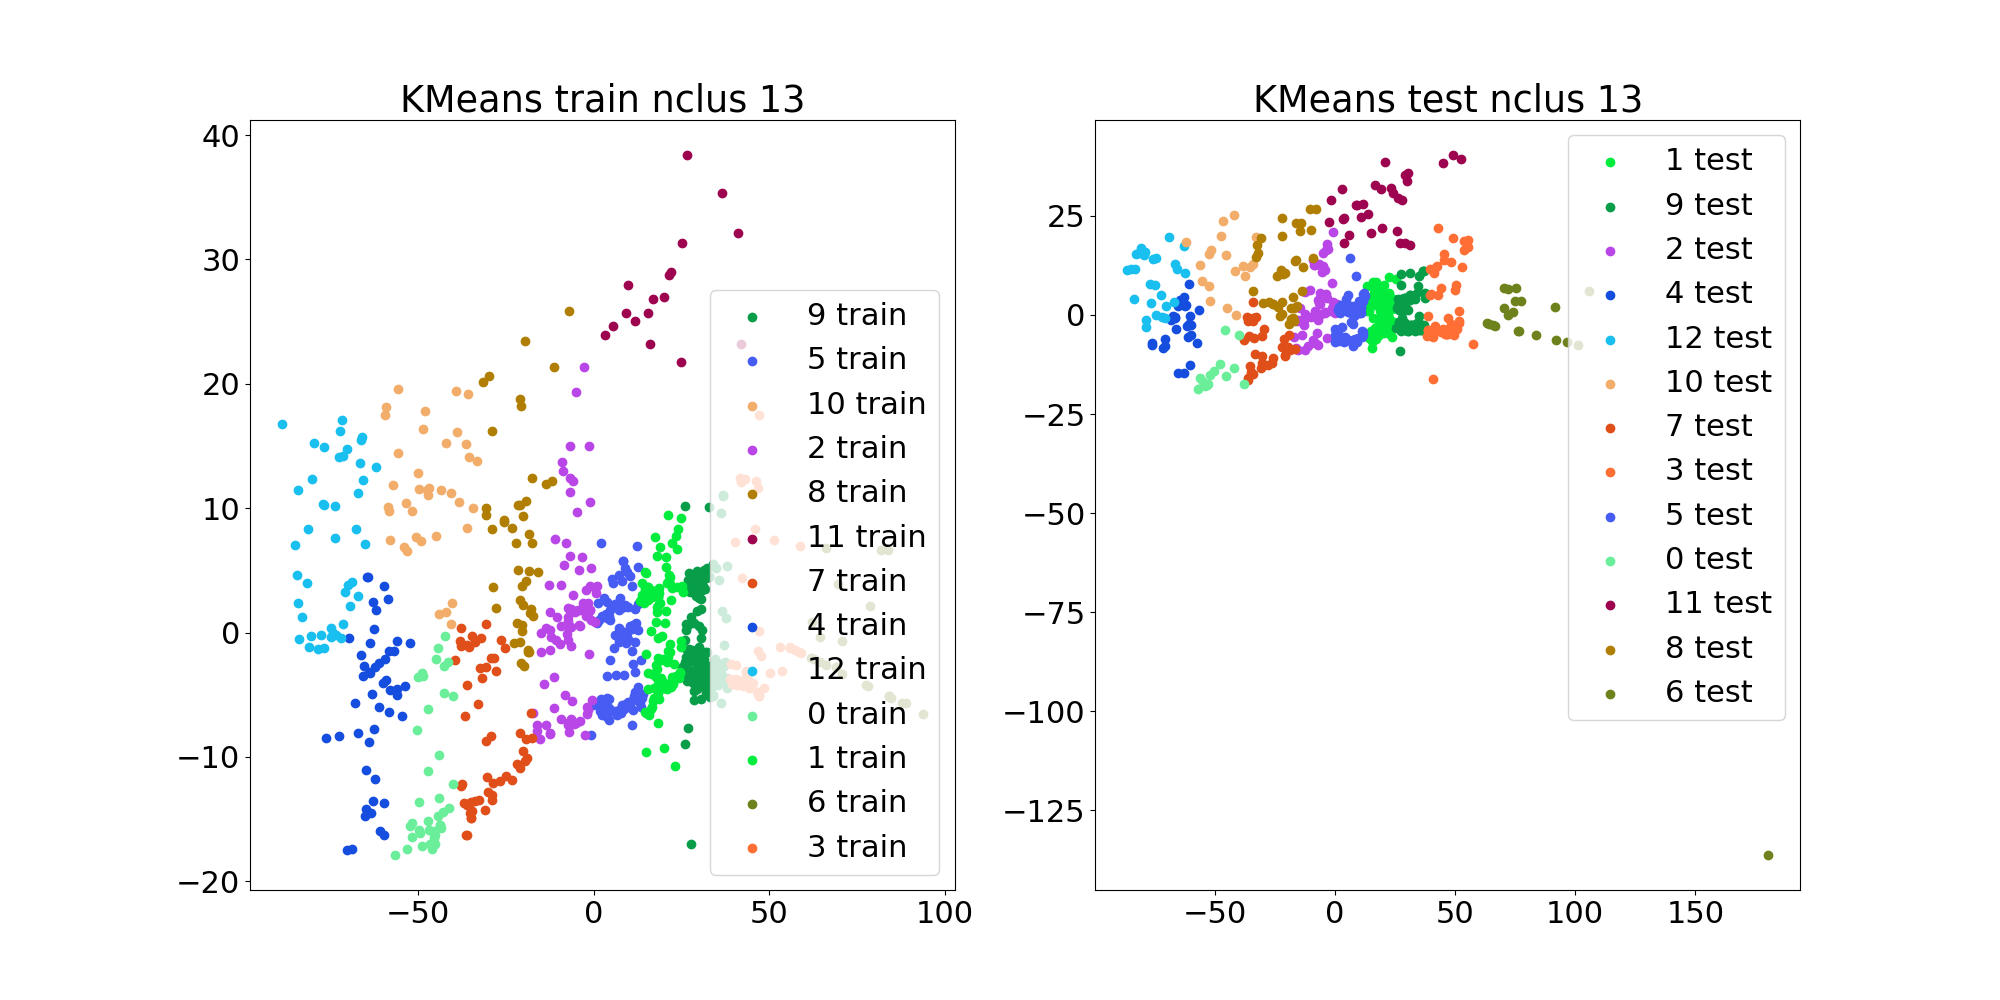 KMeans train nclus 13
40
30
20
10
0
−10
−20
−50
0
50
100
9 train
5 train
10 train
2 train
8 train
11 train
7 train
4 train
12 train
0 train
1 train
6 train
3 train
KMeans test nclus 13
25
0
−25
−50
−75
−100
−125
−50
0
50
100
150
1 test
9 test
2 test
4 test
12 test
10 test
7 test
3 test
5 test
0 test
11 test
8 test
6 test